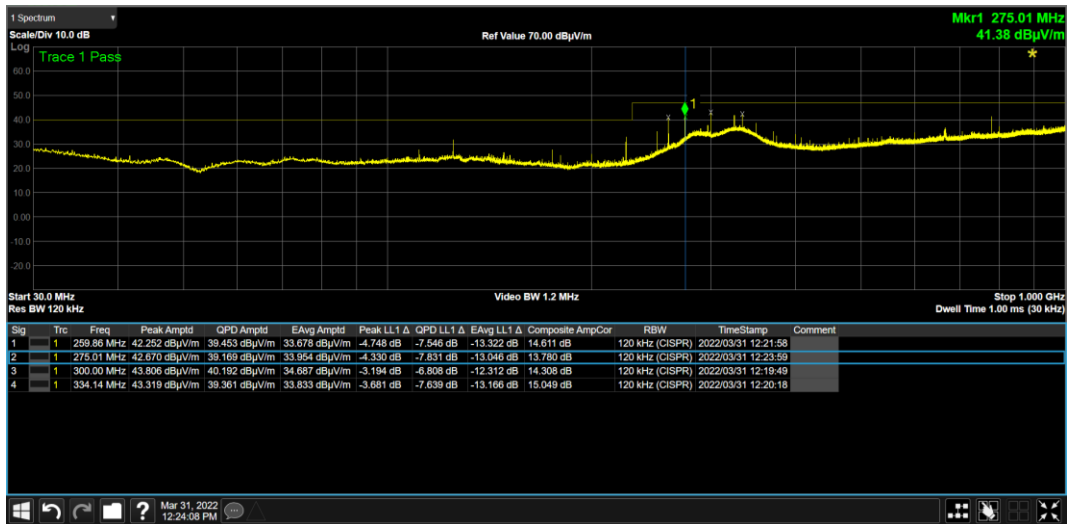 1 Spectrum
Mkr1 275.01 MHz
Scale/Div 10.0 dB Ref Value 70.00 dBµV/m 41.38 dBµV/m
Log
Trace 1 Pass
60.0
50.0
40.0
1
30.0
20.0
10.0
0.00
-10.0
-20.0
Start 30.0 MHz Video BW 1.2 MHz Stop 1.000 GHz
Res BW 120 kHz Dwell Time 1.00 ms (30 kHz)
Sig Trc Freq Peak Amptd QPD Amptd EAvg Amptd Peak LL1 Δ QPD LL1 Δ EAvg LL1 Δ Composite AmpCor RBW TimeStamp Comment
1 1 259.86 MHz 42.252 dBµV/m 39.453 dBµV/m 33.678 dBµV/m -4.748 dB -7.546 dB -13.322 dB 14.611 dB 120 kHz (CISPR) 2022/03/31 12:21:58
2 1 275.01 MHz 42.670 dBµV/m 39.169 dBµV/m 33.954 dBµV/m -4.330 dB -7.831 dB -13.046 dB 13.780 dB 120 kHz (CISPR) 2022/03/31 12:23:59
3 1 300.00 MHz 43.806 dBµV/m 40.192 dBµV/m 34.687 dBµV/m -3.194 dB -6.808 dB -12.312 dB 14.308 dB 120 kHz (CISPR) 2022/03/31 12:19:49
4 1 334.14 MHz 43.319 dBµV/m 39.361 dBµV/m 33.833 dBµV/m -3.681 dB -7.639 dB -13.166 dB 15.049 dB 120 kHz (CISPR) 2022/03/31 12:20:18
? Mar 31, 2022
12:24:08 PM